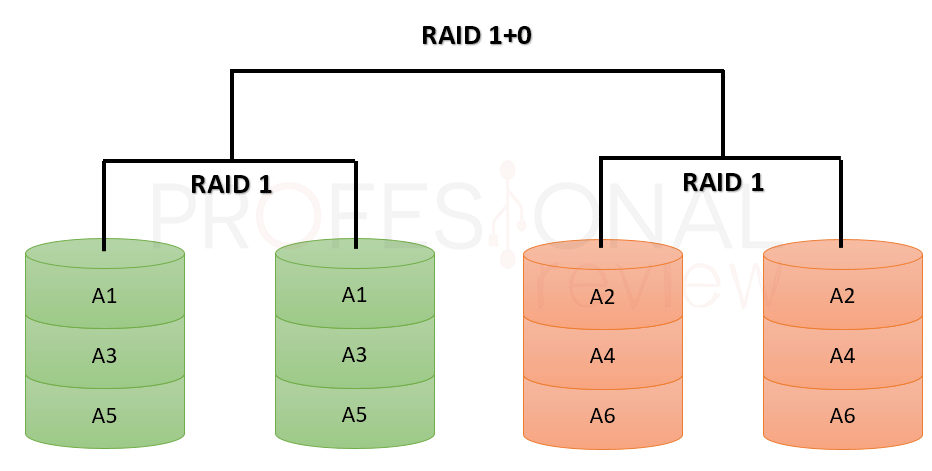 RAID 1+0
RAID 1
RAID 1
PROFESIONAL
review
A1
A1
A2
A2
A3
A3
A4
A4
A5
A5
A6
A6